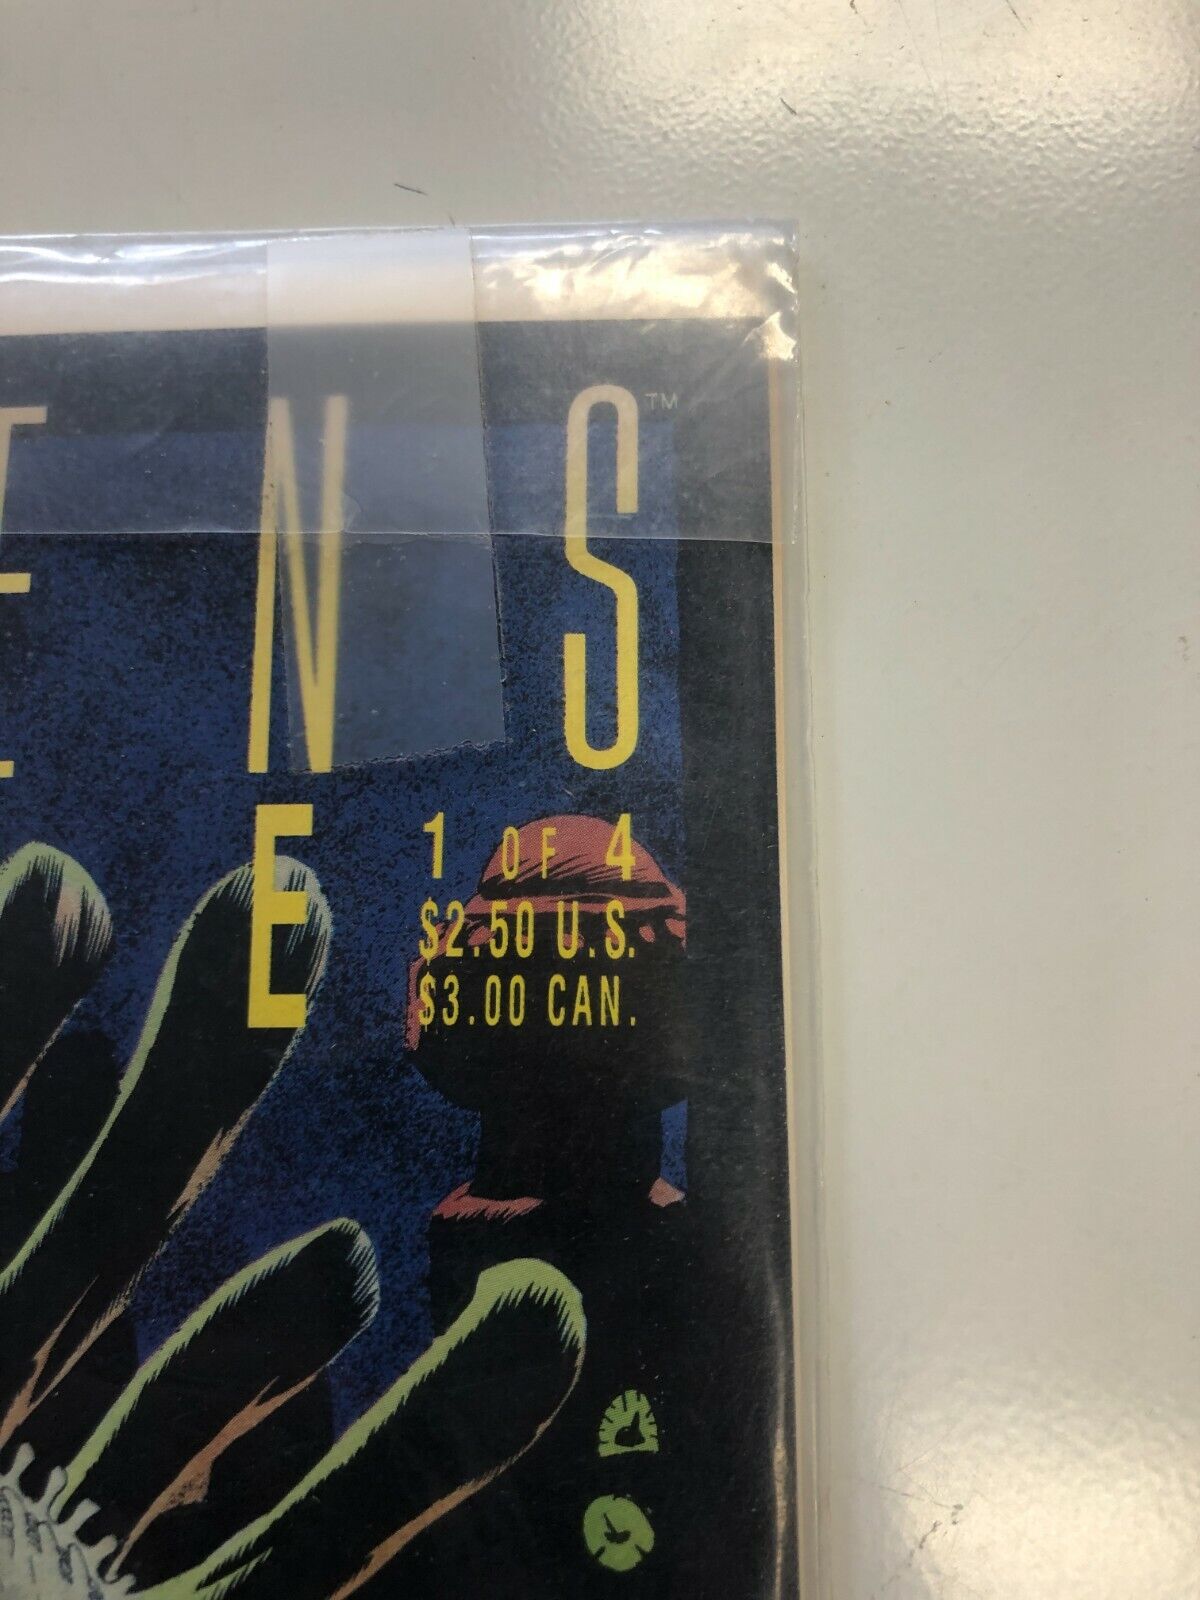 ENS™
E
1 OF 4
$2.50 U.S.
$3.00 CAN.